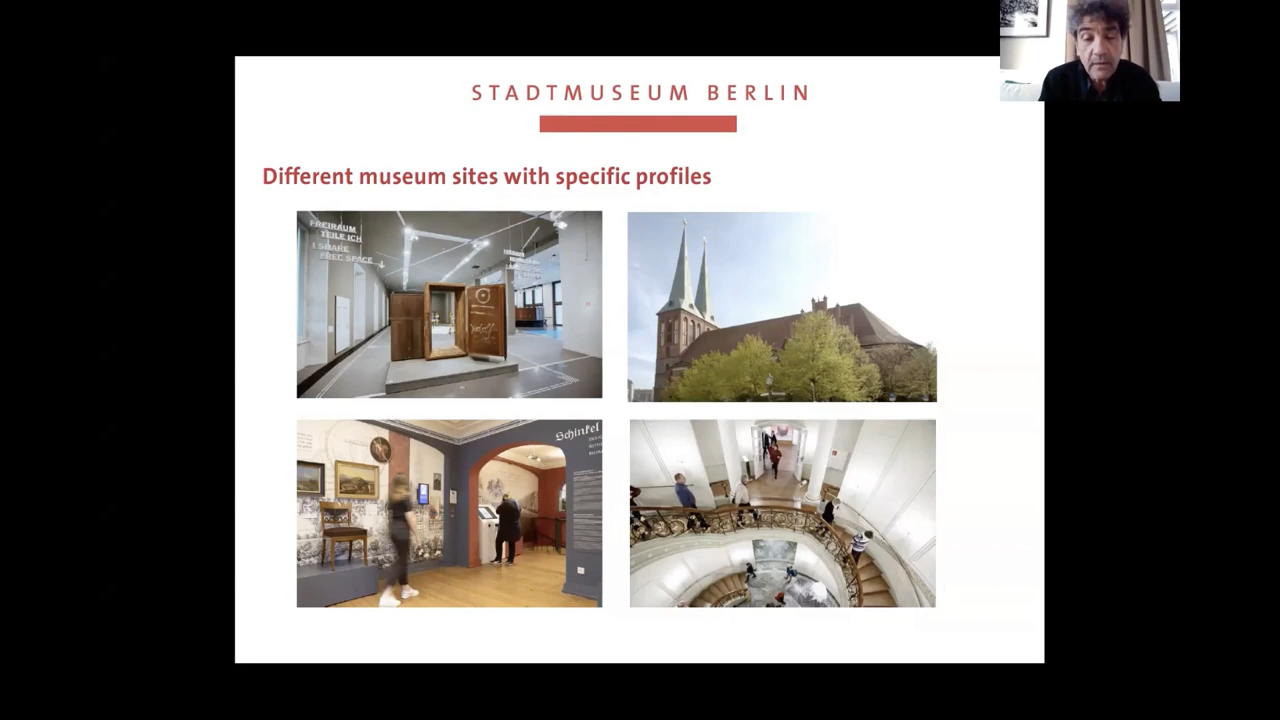 STADTMUSEUM BERLIN
Different museum sites with specific profiles
FREIRAUM
TEILE ICH
I SHARE
FREE SPACE
Schinkel